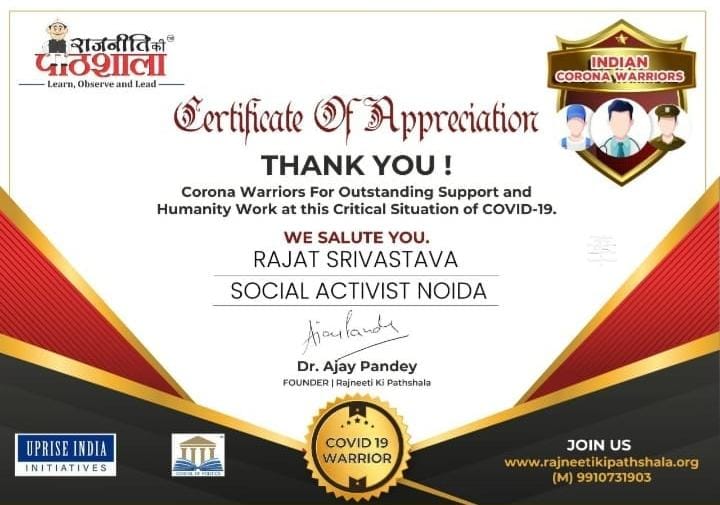 राजनीति की
पाठशाला
Learn, Observe and Lead
INDIAN
CORONA WARRIORS
Certificate Of Appreciation
THANK YOU !
Corona Warriors For Outstanding Support and
Humanity Work at this Critical Situation of COVID-19.
WE SALUTE YOU.
RAJAT SRIVASTAVA
SOCIAL ACTIVIST NOIDA
Ajay Pandey
Dr. Ajay Pandey
FOUNDER | Rajneeti Ki Pathshala
UPRISE INDIA
INITIATIVES
SCHOOL OF POLITICS
COVID 19
WARRIOR
JOIN US
www.rajneetikipathshala.org
(M) 9910731903